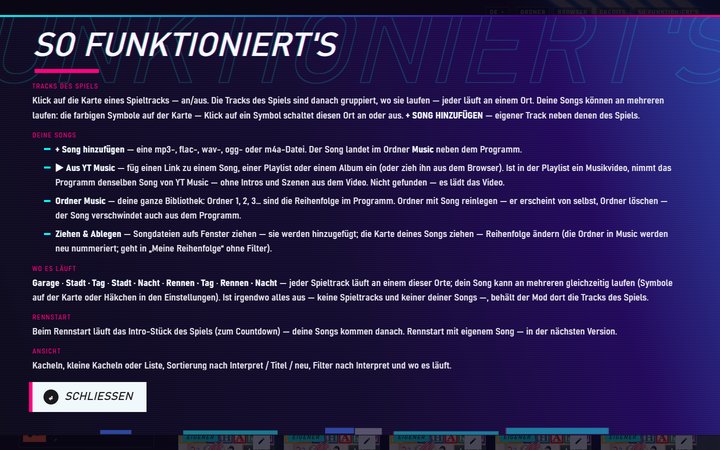 SO FUNKTIONIERT'S
TRACKS DES SPIELS
Klick auf die Karte eines Spieltracks — an/aus. Die Tracks des Spiels sind danach gruppiert, wo sie laufen — jeder läuft an einem Ort. Deine Songs können an mehreren
laufen: die farbigen Symbole auf der Karte — Klick auf ein Symbol schaltet diesen Ort an oder aus. + SONG HINZUFÜGEN — eigener Track neben denen des Spiels.
DEINE SONGS
+ Song hinzufügen — eine mp3-, flac-, wav-, ogg- oder m4a-Datei. Der Song landet im Ordner Music neben dem Programm.
▶ Aus YT Music — füg einen Link zu einem Song, einer Playlist oder einem Album ein (oder zieh ihn aus dem Browser). Ist in der Playlist ein Musikvideo, nimmt das
Programm denselben Song von YT Music — ohne Intros und Szenen aus dem Video. Nicht gefunden — es lädt das Video.
Ordner Music — deine ganze Bibliothek: Ordner 1, 2, 3… sind die Reihenfolge im Programm. Ordner mit Song reinlegen — er erscheint von selbst, Ordner löschen —
der Song verschwindet auch aus dem Programm.
Ziehen & Ablegen — Songdateien aufs Fenster ziehen — sie werden hinzugefügt; die Karte deines Songs ziehen — Reihenfolge ändern (die Ordner in Music werden
neu nummeriert; geht in „Meine Reihenfolge“ ohne Filter).
WO ES LÄUFT
Garage · Stadt · Tag · Stadt · Nacht · Rennen · Tag · Rennen · Nacht — jeder Spieltrack läuft an einem dieser Orte; dein Song kann an mehreren gleichzeitig laufen (Symbole
auf der Karte oder Häkchen in den Einstellungen). Ist irgendwo alles aus — keine Spieltracks und keiner deiner Songs —, behält der Mod dort die Tracks des Spiels.
RENNSTART
Beim Rennstart läuft das Intro-Stück des Spiels (zum Countdown) — deine Songs kommen danach. Rennstart mit eigenem Song — in der nächsten Version.
ANSICHT
Kacheln, kleine Kacheln oder Liste, Sortierung nach Interpret / Titel / neu, Filter nach Interpret und wo es läuft.
SCHLIESSEN